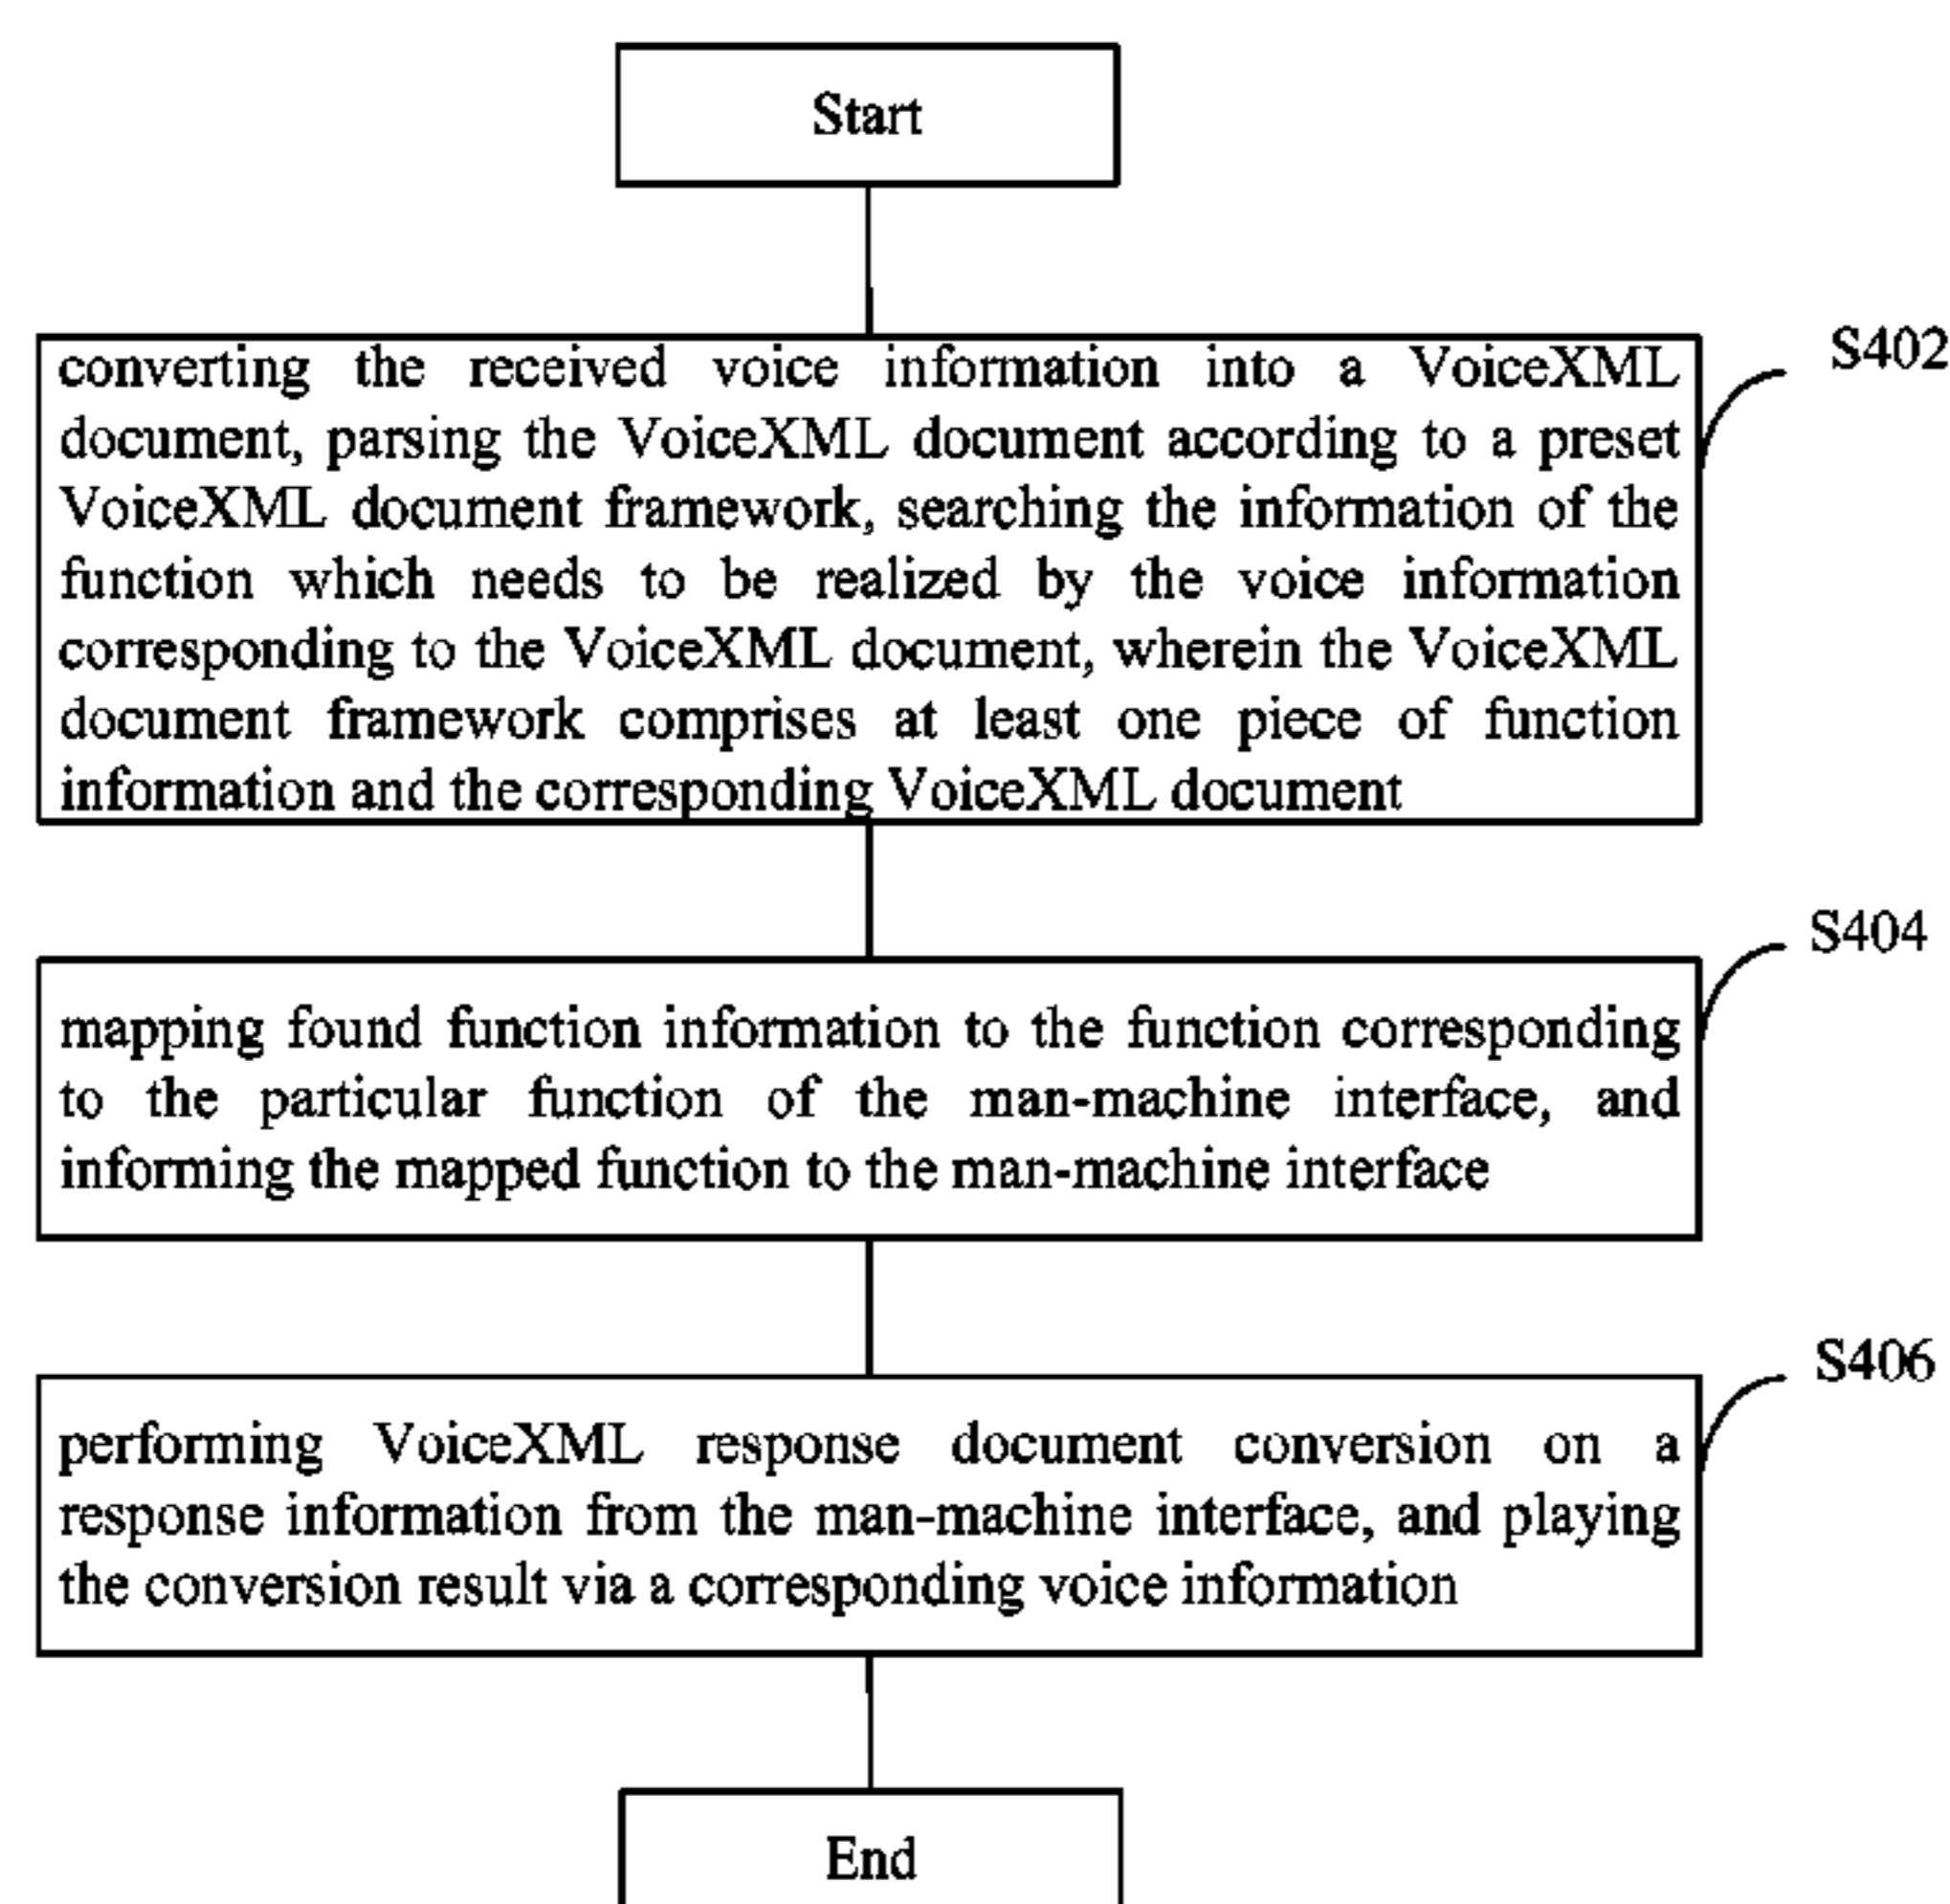 Start
S402
converting the received voice information into a VoiceXML
document, parsing the VoiceXML document according to a preset
VoiceXML document framework, searching the information of the
function which needs to be realized by the voice information
corresponding to the VoiceXML document, wherein the VoiceXML
document framework comprises at least one piece of function
information and the corresponding VoiceXML document
S404
mapping found function information to the function corresponding
to the particular function of the man-machine interface, and
informing the mapped function to the man-machine interface
S406
performing VoiceXML response document conversion on a
response information from the man-machine interface, and playing
the conversion result via a corresponding voice information
End